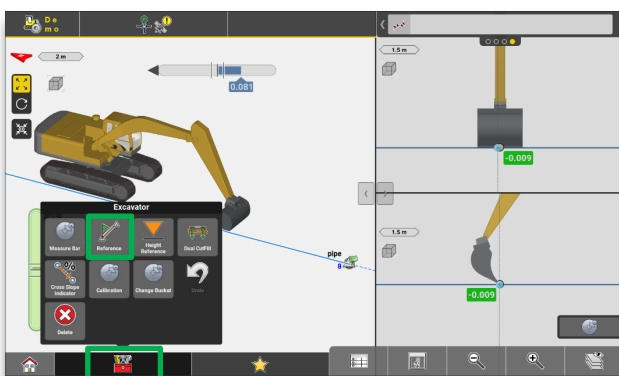 De
mo
2 m
0.081
Excavator
Measure Bar
Reference
Height
Reference
Dual Cut/Fill
Cross Slope
Indicator
Calibration
Change Bucket
Undo
Delete
pipe
8
1.5 m
-0.009
1.5 m
-0.009